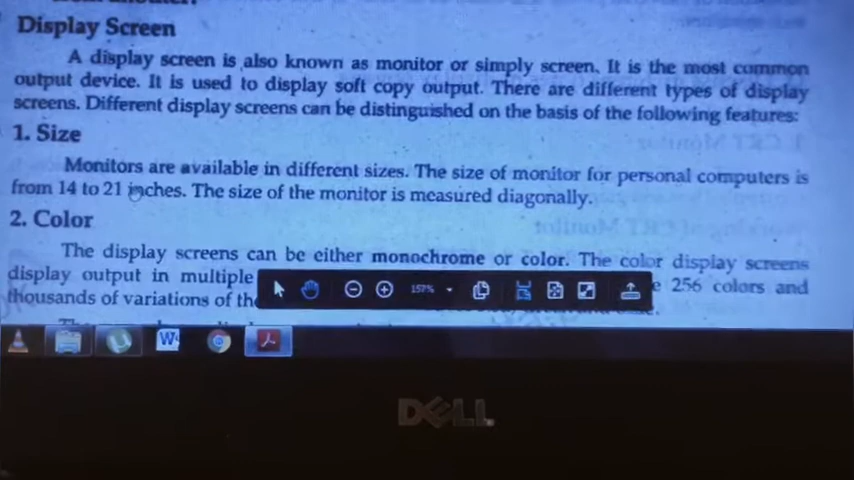 Display Screen
A display screen is also known as monitor or simply screen. It is the most common
output device. It is used to display soft copy output. There are different types of display
screens. Different display screens can be distinguished on the basis of the following features:
1. Size
Monitors are available in different sizes. The size of monitor for personal computers is
from 14 to 21 inches. The size of the monitor is measured diagonally.
2. Color
The display screens can be either monochrome or color. The color display screens
display output in multiple
256 colors and
thousands of variations of
157%
DELL